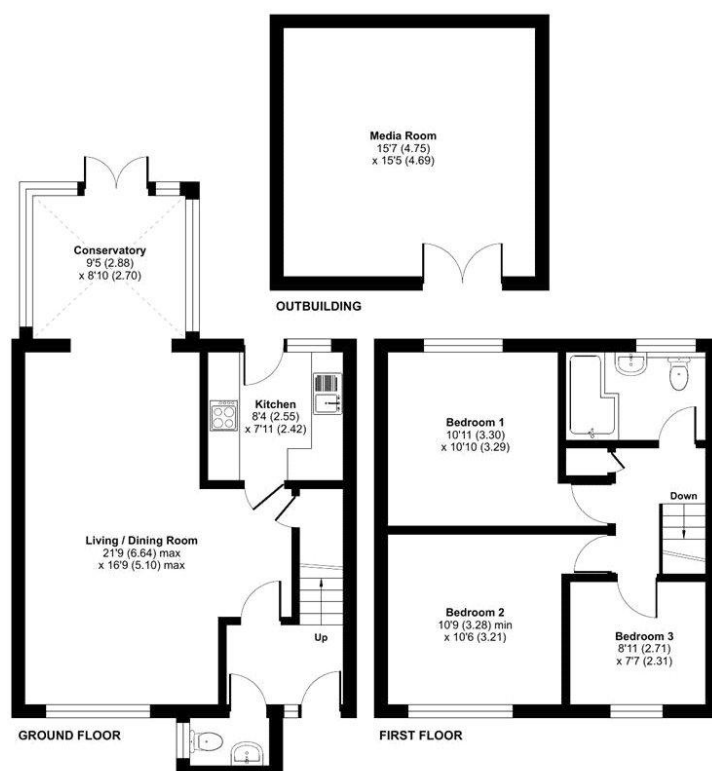 Media Room
15'7 (4.75)
x 15'5 (4.69)
OUTBUILDING
Conservatory
9'5 (2.88)
x 8'10 (2.70)
Kitchen
8'4 (2.55)
x 7'11 (2.42)
Living / Dining Room
21'9 (6.64) max
x 16'9 (5.10) max
Up
GROUND FLOOR
Bedroom 1
10'11 (3.30)
x 10'10 (3.29)
Down
Bedroom 2
10'9 (3.28) min
x 10'6 (3.21)
Bedroom 3
8'11 (2.71)
x 7'7 (2.31)
FIRST FLOOR